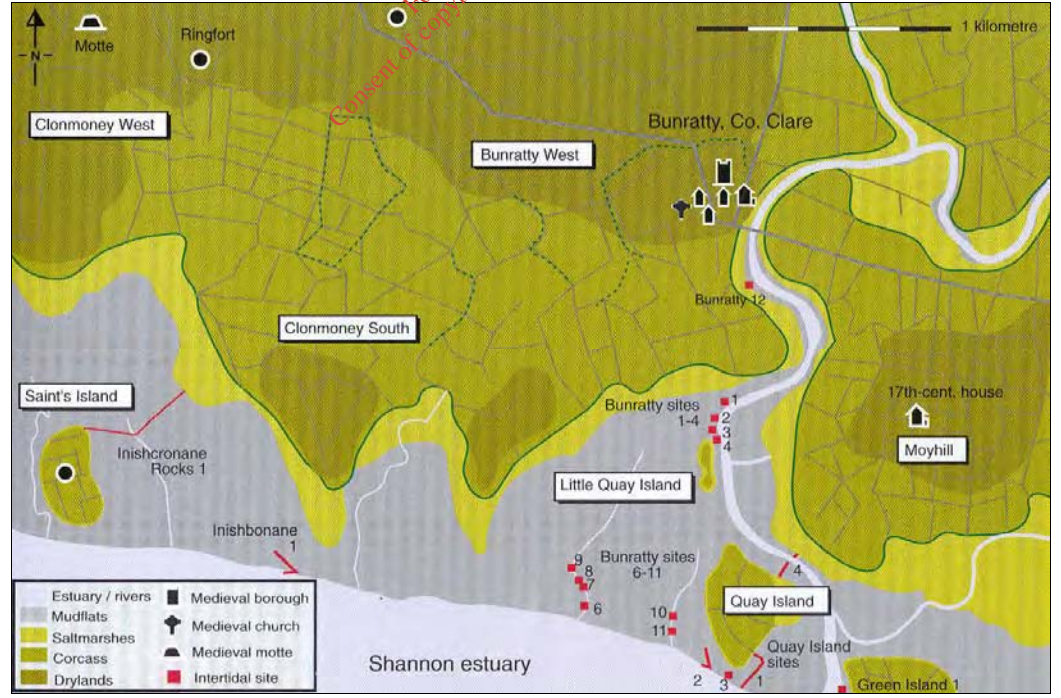 Motte
N
Ringfort
1 kilometre
Consent of copy
Clonmoney West
Bunratty, Co. Clare
Bunratty West
Bunratty 12
Clonmoney South
17th-cent. house
Moyhill
Saint's Island
Bunratty sites
1-4
1
2
3
4
Inishcronane
Rocks 1
Little Quay Island
Inishbonane
1
Bunratty sites
6-11
9
8
7
6
10
11
4
Quay Island
Quay Island
sites
2
3
1
Green Island 1
Shannon estuary
Estuary / rivers
Mudflats
Saltmarshes
Corcass
Drylands
Medieval borough
Medieval church
Medieval motte
Intertidal site